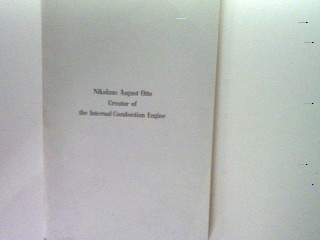 Nikolaus August Otto
Creator of
the Internal-Combustion Engine